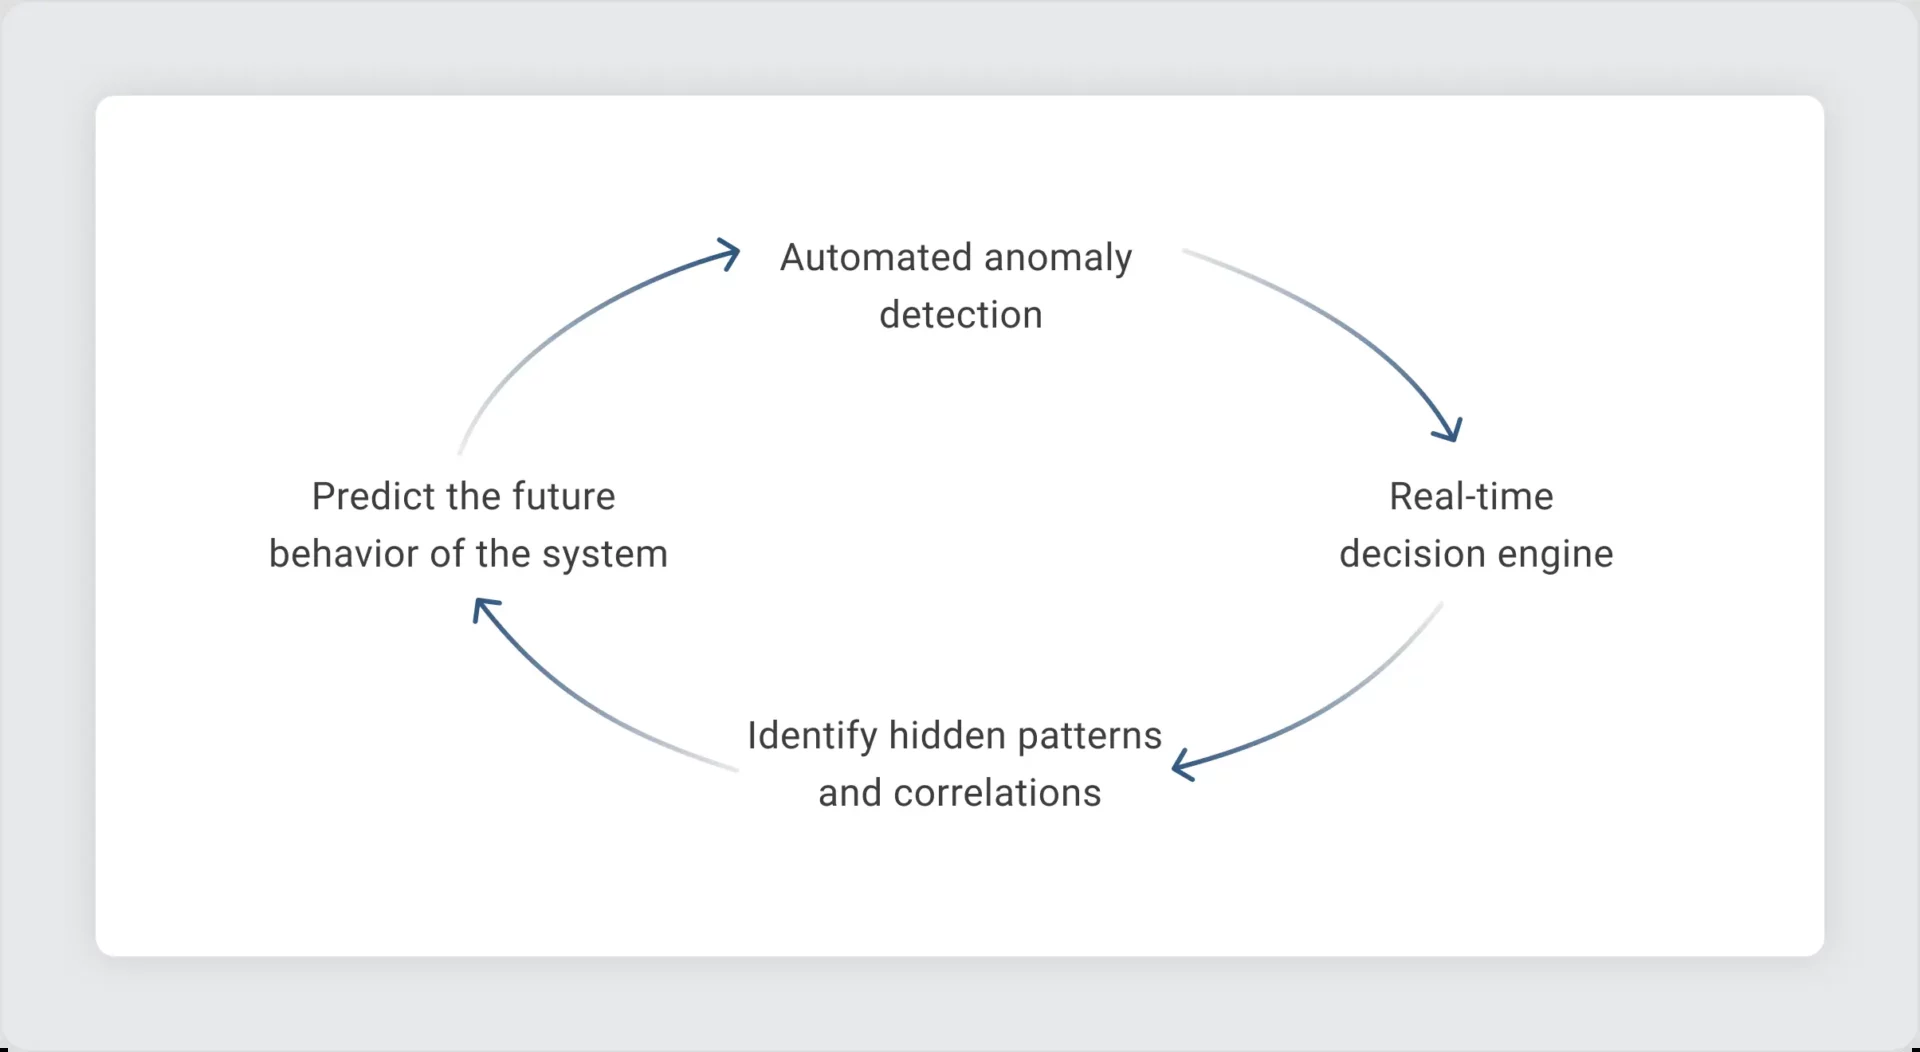 Automated anomaly
detection
Predict the future
behavior of the system
Real-time
decision engine
Identify hidden patterns
and correlations